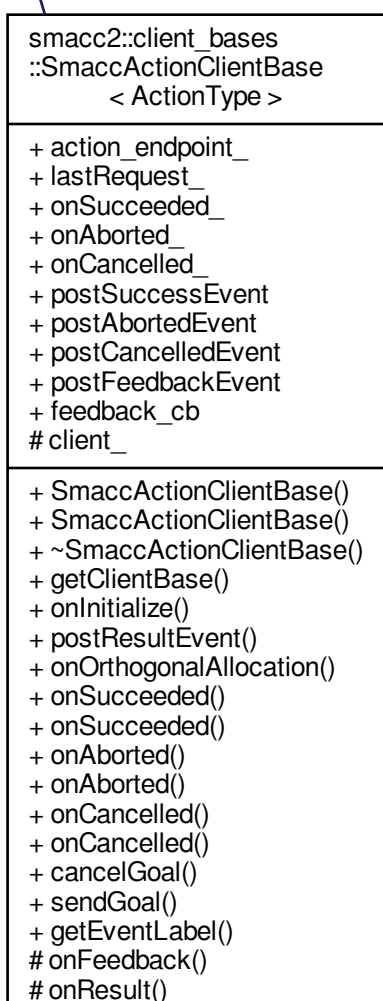 smacc2::client_bases
::SmaccActionClientBase
< ActionType >
+ action_endpoint_
+ lastRequest_
+ onSucceeded_
+ onAborted_
+ onCancelled_
+ postSuccessEvent
+ postAbortedEvent
+ postCancelledEvent
+ postFeedbackEvent
+ feedback_cb
# client_
+ SmaccActionClientBase()
+ SmaccActionClientBase()
+ ~SmaccActionClientBase()
+ getClientBase()
+ onInitialize()
+ postResultEvent()
+ onOrthogonalAllocation()
+ onSucceeded()
+ onSucceeded()
+ onAborted()
+ onAborted()
+ onCancelled()
+ onCancelled()
+ cancelGoal()
+ sendGoal()
+ getEventLabel()
# onFeedback()
# onResult()